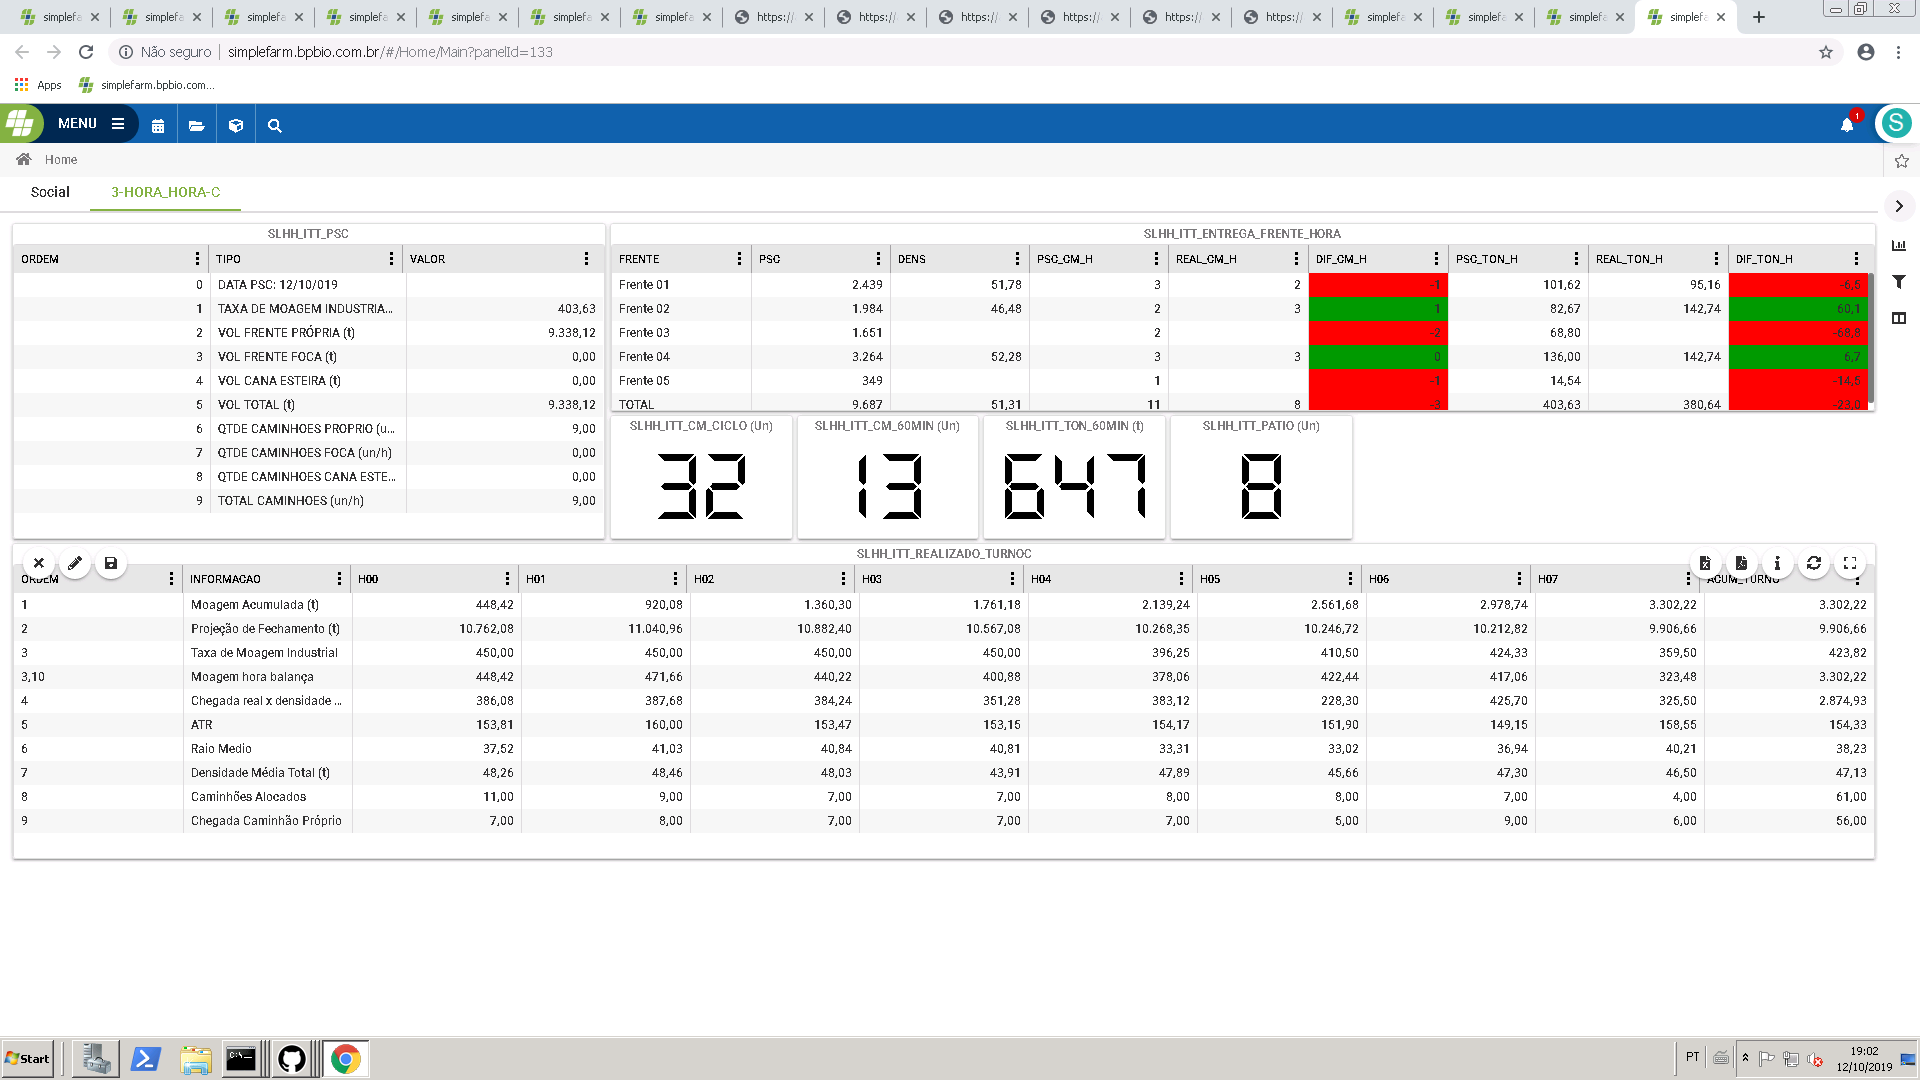 simplefa simplefa simplefa simplefa simplefa simplefa simplefa https:// https:// https:// https:// https:// https:// simplefa simplefa simplefa simplefa
Não seguro simplefarm.bpbio.com.br/#/Home/Main?panelId=133
Apps simplefarm.bpbio.com...
MENU 1 S
Home
Social 3-HORA_HORA-C
SLHH_ITT_PSC
ORDEM TIPO VALOR
0 DATA PSC: 12/10/019
1 TAXA DE MOAGEM INDUSTRIA... 403,63
2 VOL FRENTE PRÓPRIA (t) 9.338,12
3 VOL FRENTE FOCA (t) 0,00
4 VOL CANA ESTEIRA (t) 0,00
5 VOL TOTAL (t) 9.338,12
6 QTDE CAMINHOES PROPRIO (u... 9,00
7 QTDE CAMINHOES FOCA (un/h) 0,00
8 QTDE CAMINHOES CANA ESTE... 0,00
9 TOTAL CAMINHOES (un/h) 9,00
SLHH_ITT_ENTREGA_FRENTE_HORA
FRENTE PSC DENS PSC_CM_H REAL_CM_H DIF_CM_H PSC_TON_H REAL_TON_H DIF_TON_H
Frente 01 2.439 51,78 3 2 -1 101,62 95,16 -6,5
Frente 02 1.984 46,48 2 3 1 82,67 142,74 60,1
Frente 03 1.651 2 -2 68,80 -68,8
Frente 04 3.264 52,28 3 3 0 136,00 142,74 6,7
Frente 05 349 1 -1 14,54 -14,5
TOTAL 9.687 51,31 11 8 -3 403,63 380,64 -23,0
SLHH_ITT_CM_CICLO (Un) SLHH_ITT_CM_60MIN (Un) SLHH_ITT_TON_60MIN (t) SLHH_ITT_PATIO (Un)
32 13 647 8
SLHH_ITT_REALIZADO_TURNOC
ORDEM INFORMACAO H00 H01 H02 H03 H04 H05 H06 H07 ACUM_TURNO
1 Moagem Acumulada (t) 448,42 920,08 1.360,30 1.761,18 2.139,24 2.561,68 2.978,74 3.302,22 3.302,22
2 Projeção de Fechamento (t) 10.762,08 11.040,96 10.882,40 10.567,08 10.268,35 10.246,72 10.212,82 9.906,66 9.906,66
3 Taxa de Moagem Industrial 450,00 450,00 450,00 450,00 396,25 410,50 424,33 359,50 423,82
3,10 Moagem hora balança 448,42 471,66 440,22 400,88 378,06 422,44 417,06 323,48 3.302,22
4 Chegada real x densidade ... 386,08 387,68 384,24 351,28 383,12 228,30 425,70 325,50 2.874,93
5 ATR 153,81 160,00 153,47 153,15 154,17 151,90 149,15 158,55 154,33
6 Raio Medio 37,52 41,03 40,84 40,81 33,31 33,02 36,94 40,21 38,23
7 Densidade Média Total (t) 48,26 48,46 48,03 43,91 47,89 45,66 47,30 46,50 47,13
8 Caminhões Alocados 11,00 9,00 7,00 7,00 8,00 8,00 7,00 4,00 61,00
9 Chegada Caminhão Próprio 7,00 8,00 7,00 7,00 7,00 5,00 9,00 6,00 56,00
Start PT 19:02
12/10/2019